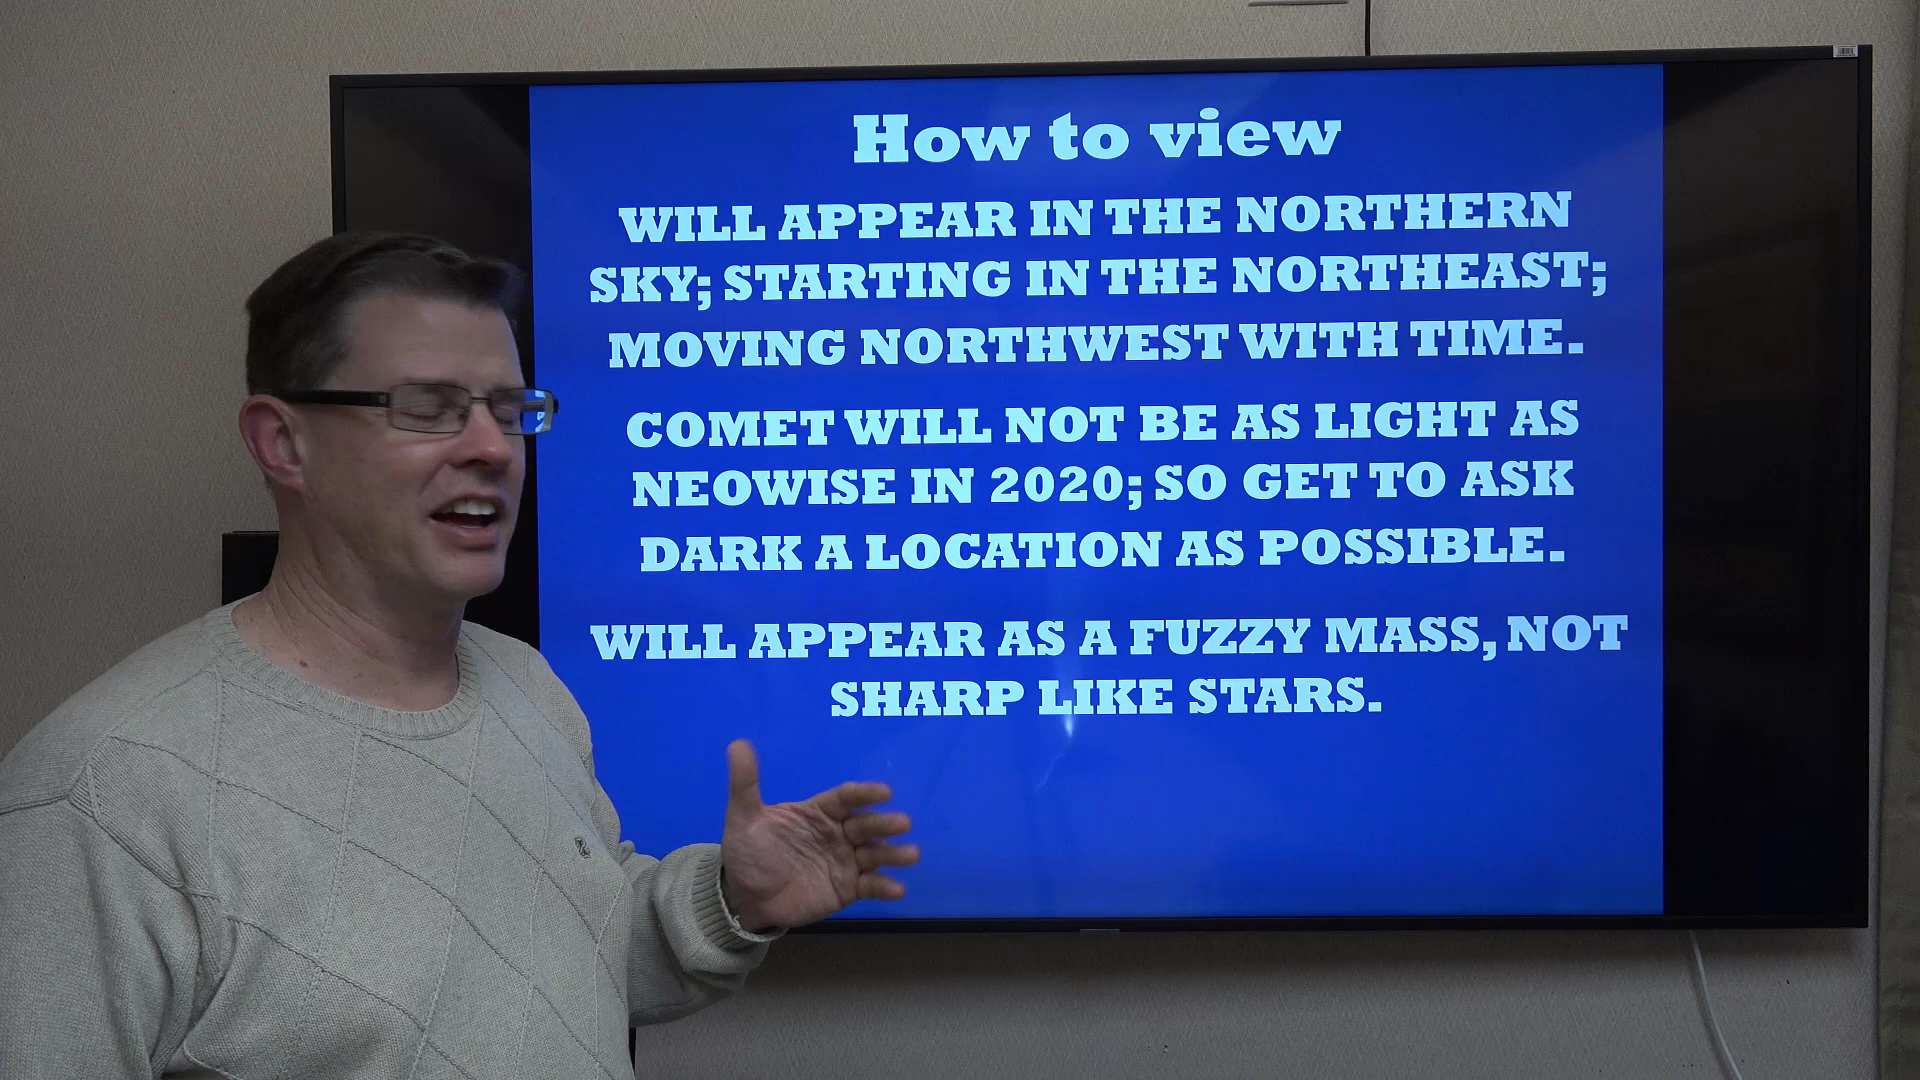 How to view
WILL APPEAR IN THE NORTHERN
SKY; STARTING IN THE NORTHEAST;
MOVING NORTHWEST WITH TIME.
COMET WILL NOT BE AS LIGHT AS
NEOWISE IN 2020; SO GET TO ASK
DARK A LOCATION AS POSSIBLE.
WILL APPEAR AS A FUZZY MASS, NOT
SHARP LIKE STARS.